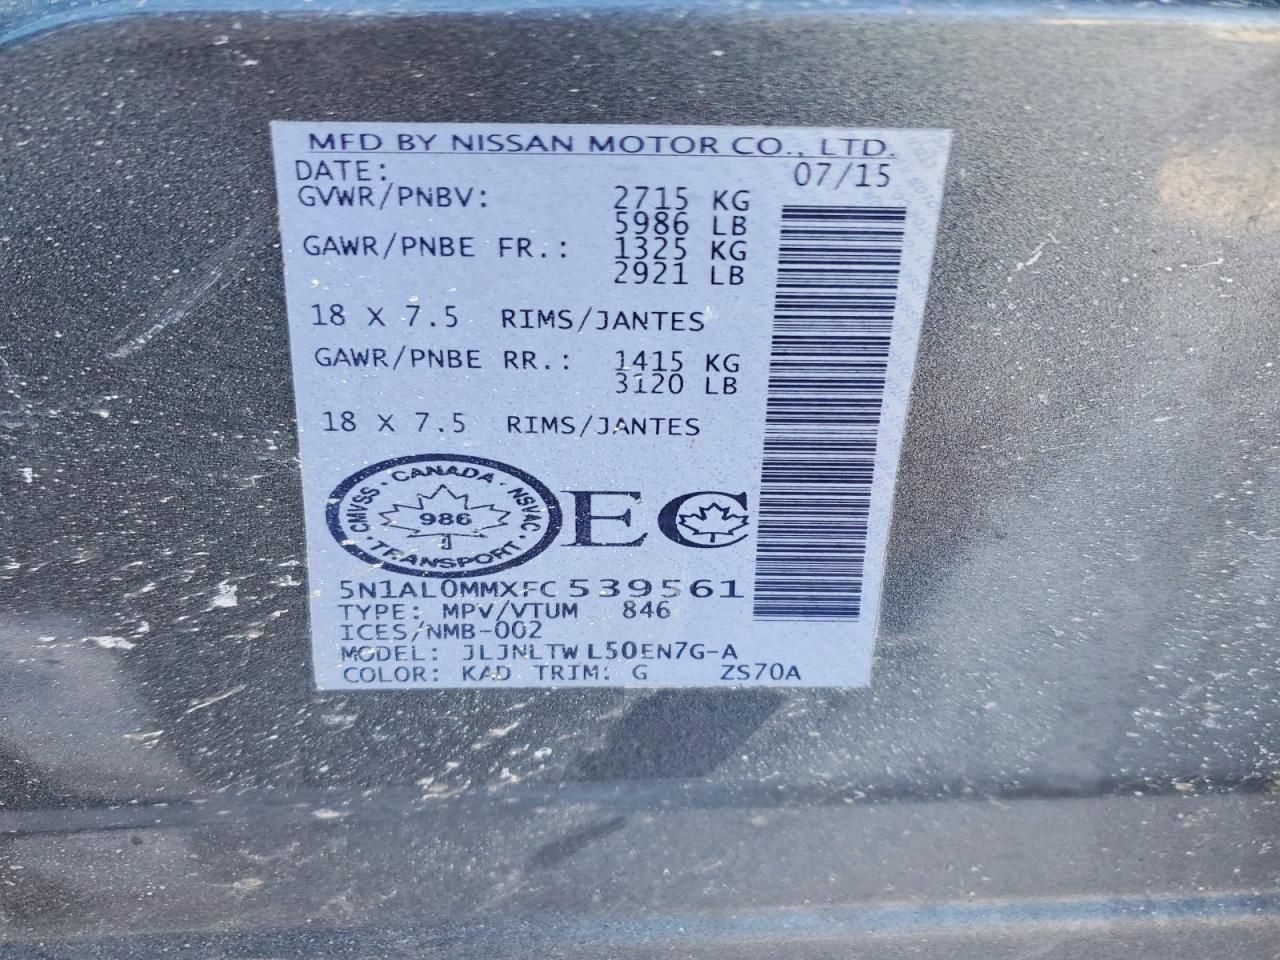 MFD BY NISSAN MOTOR CO., LTD.
DATE: 07/15
GVWR/PNBV: 2715 KG
5986 LB
GAWR/PNBE FR.: 1325 KG
2921 LB
18 X 7.5 RIMS/JANTES
GAWR/PNBE RR.: 1415 KG
3120 LB
18 X 7.5 RIMS/JANTES
CANADA · NSVAC · TRANSPORT · CMVSS ·
986
EC
5N1AL0MMXFC539561
TYPE: MPV/VTUM 846
ICES/NMB-002
MODEL: JLJNLTWL50EN7G-A
COLOR: KAD TRIM: G ZS70A